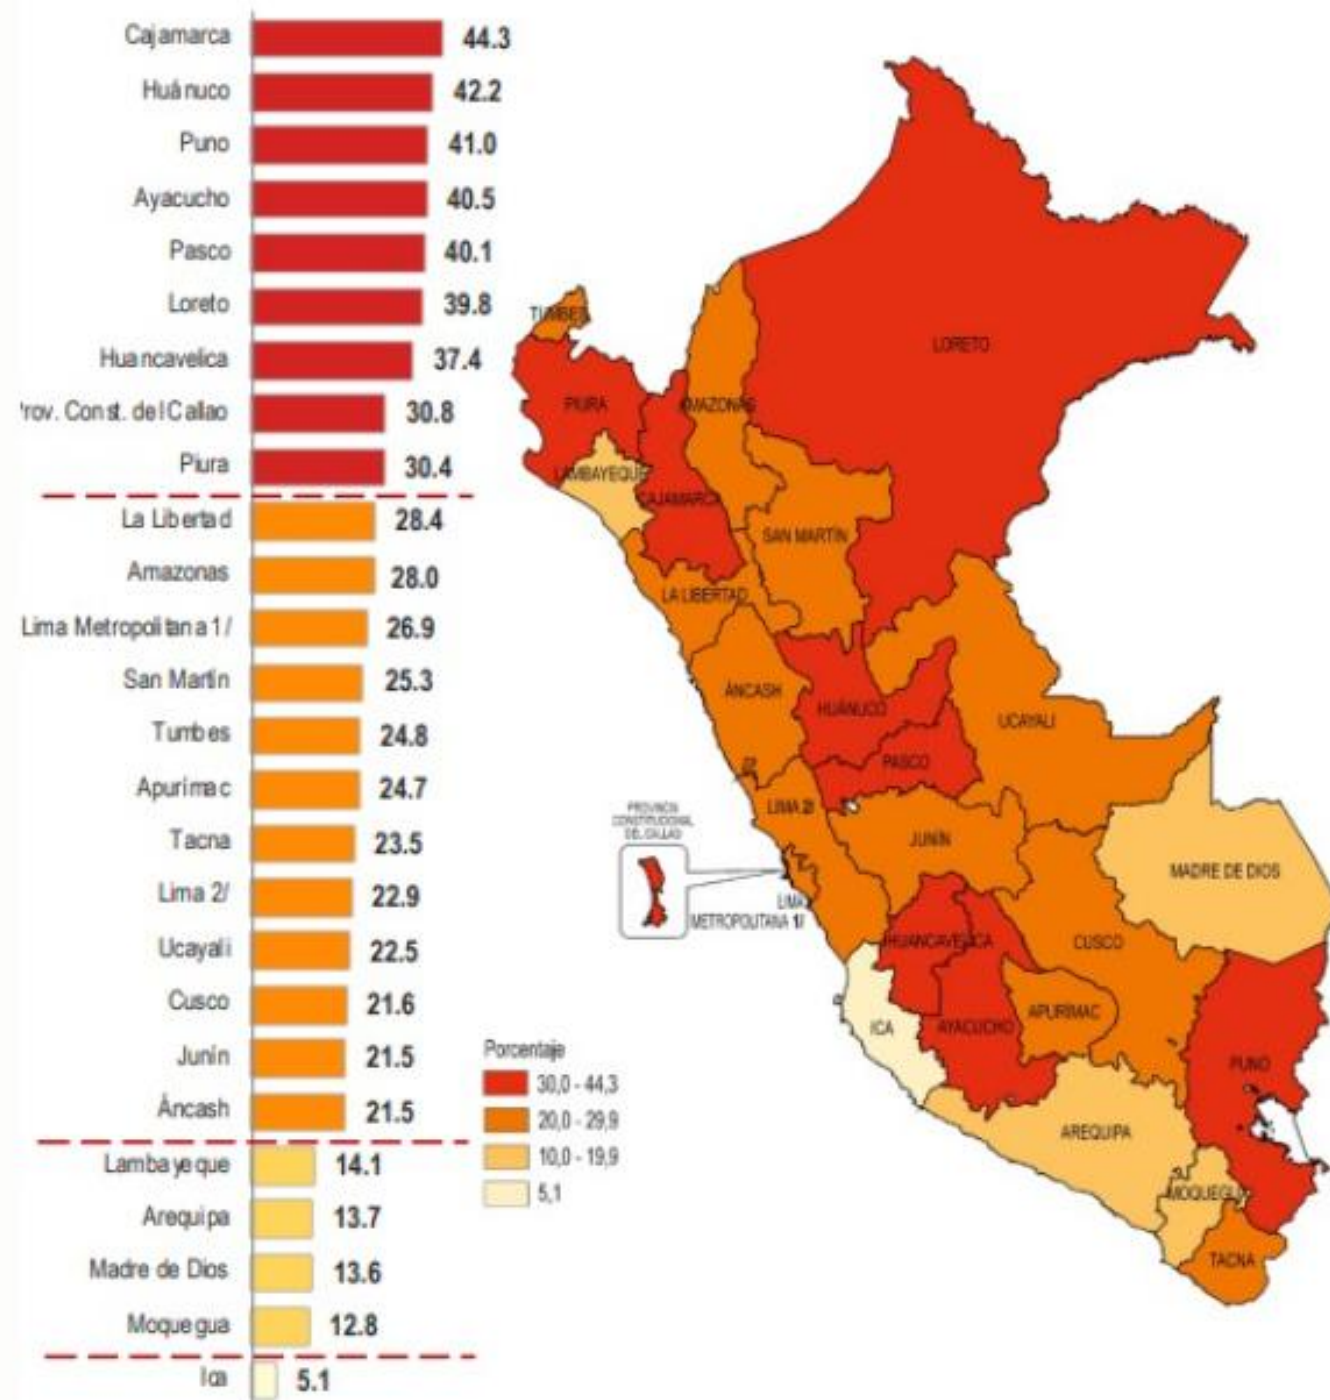 Cajamarca 44.3
Huánuco 42.2
Puno 41.0
Ayacucho 40.5
Pasco 40.1
Loreto 39.8
Huancavelica 37.4
Prov. Const. del Callao 30.8
Piura 30.4
La Libertad 28.4
Amazonas 28.0
Lima Metropolitana 1/ 26.9
San Martín 25.3
Tumbes 24.8
Apurímac 24.7
Tacna 23.5
Lima 2/ 22.9
Ucayali 22.5
Cusco 21.6
Junín 21.5
Áncash 21.5
Lambayeque 14.1
Arequipa 13.7
Madre de Dios 13.6
Moquegua 12.8
Ica 5.1
TUMBES
LORETO
PIURA
AMAZONAS
LAMBAYEQUE
CAJAMARCA
SAN MARTÍN
LA LIBERTAD
ÁNCASH
HUÁNUCO
UCAYALI
PASCO
2/
LIMA 2/
PROVINCIA
CONSTITUCIONAL
DEL CALLAO
JUNÍN
MADRE DE DIOS
LIMA
METROPOLITANA 1/
HUANCAVELICA
CUSCO
ICA
AYACUCHO
APURÍMAC
PUNO
AREQUIPA
MOQUEGUA
TACNA
Porcentaje
30,0 - 44,3
20,0 - 29,9
10,0 - 19,9
5,1